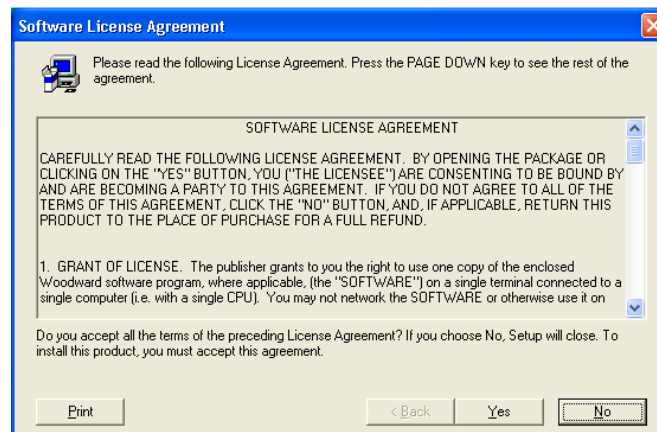 Software License Agreement
Please read the following License Agreement. Press the PAGE DOWN key to see the rest of the
agreement.
SOFTWARE LICENSE AGREEMENT
CAREFULLY READ THE FOLLOWING LICENSE AGREEMENT.  BY OPENING THE PACKAGE OR
CLICKING ON THE "YES" BUTTON, YOU ("THE LICENSEE") ARE CONSENTING TO BE BOUND BY
AND ARE BECOMING A PARTY TO THIS AGREEMENT.  IF YOU DO NOT AGREE TO ALL OF THE
TERMS OF THIS AGREEMENT, CLICK THE "NO" BUTTON, AND, IF APPLICABLE, RETURN THIS
PRODUCT TO THE PLACE OF PURCHASE FOR A FULL REFUND.
1.  GRANT OF LICENSE.  The publisher grants to you the right to use one copy of the enclosed
Woodward software program, where applicable, (the "SOFTWARE") on a single terminal connected to a
single computer (i.e. with a single CPU).  You may not network the SOFTWARE or otherwise use it on
Do you accept all the terms of the preceding License Agreement? If you choose No, Setup will close. To
install this product, you must accept this agreement.
Print
< Back
Yes
No